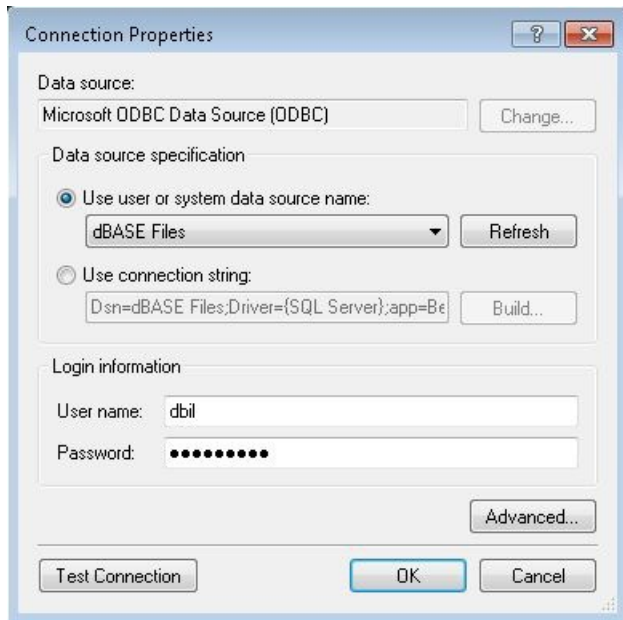 Connection Properties
Data source:
Microsoft ODBC Data Source (ODBC)
Change...
Data source specification
Use user or system data source name:
dBASE Files
Refresh
Use connection string:
Dsn=dBASE Files;Driver={SQL Server};app=Be
Build...
Login information
User name:
dbil
Password:
●●●●●●●●●
Advanced...
Test Connection
OK
Cancel